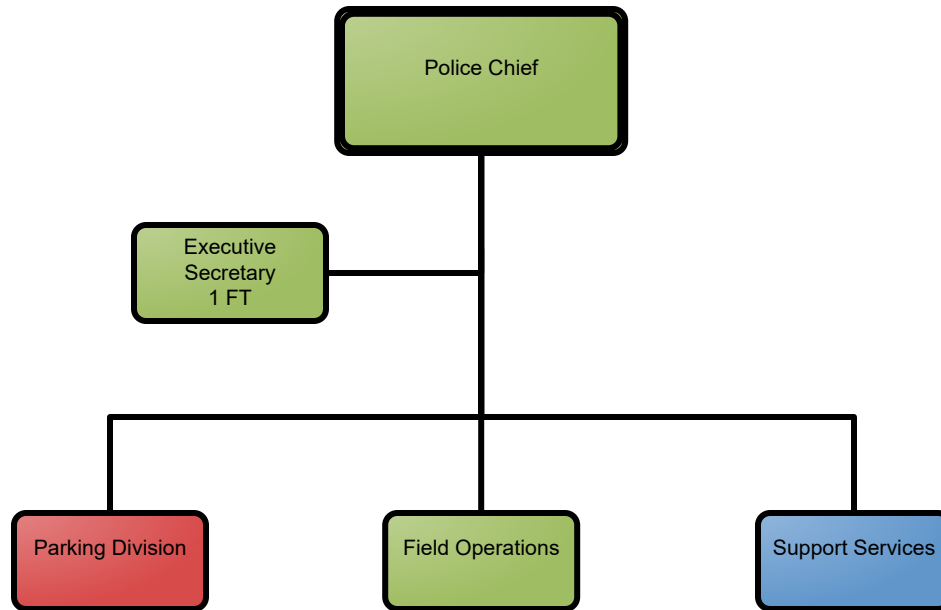 Police Chief
Executive
Secretary
1 FT
Parking Division
Field Operations
Support Services